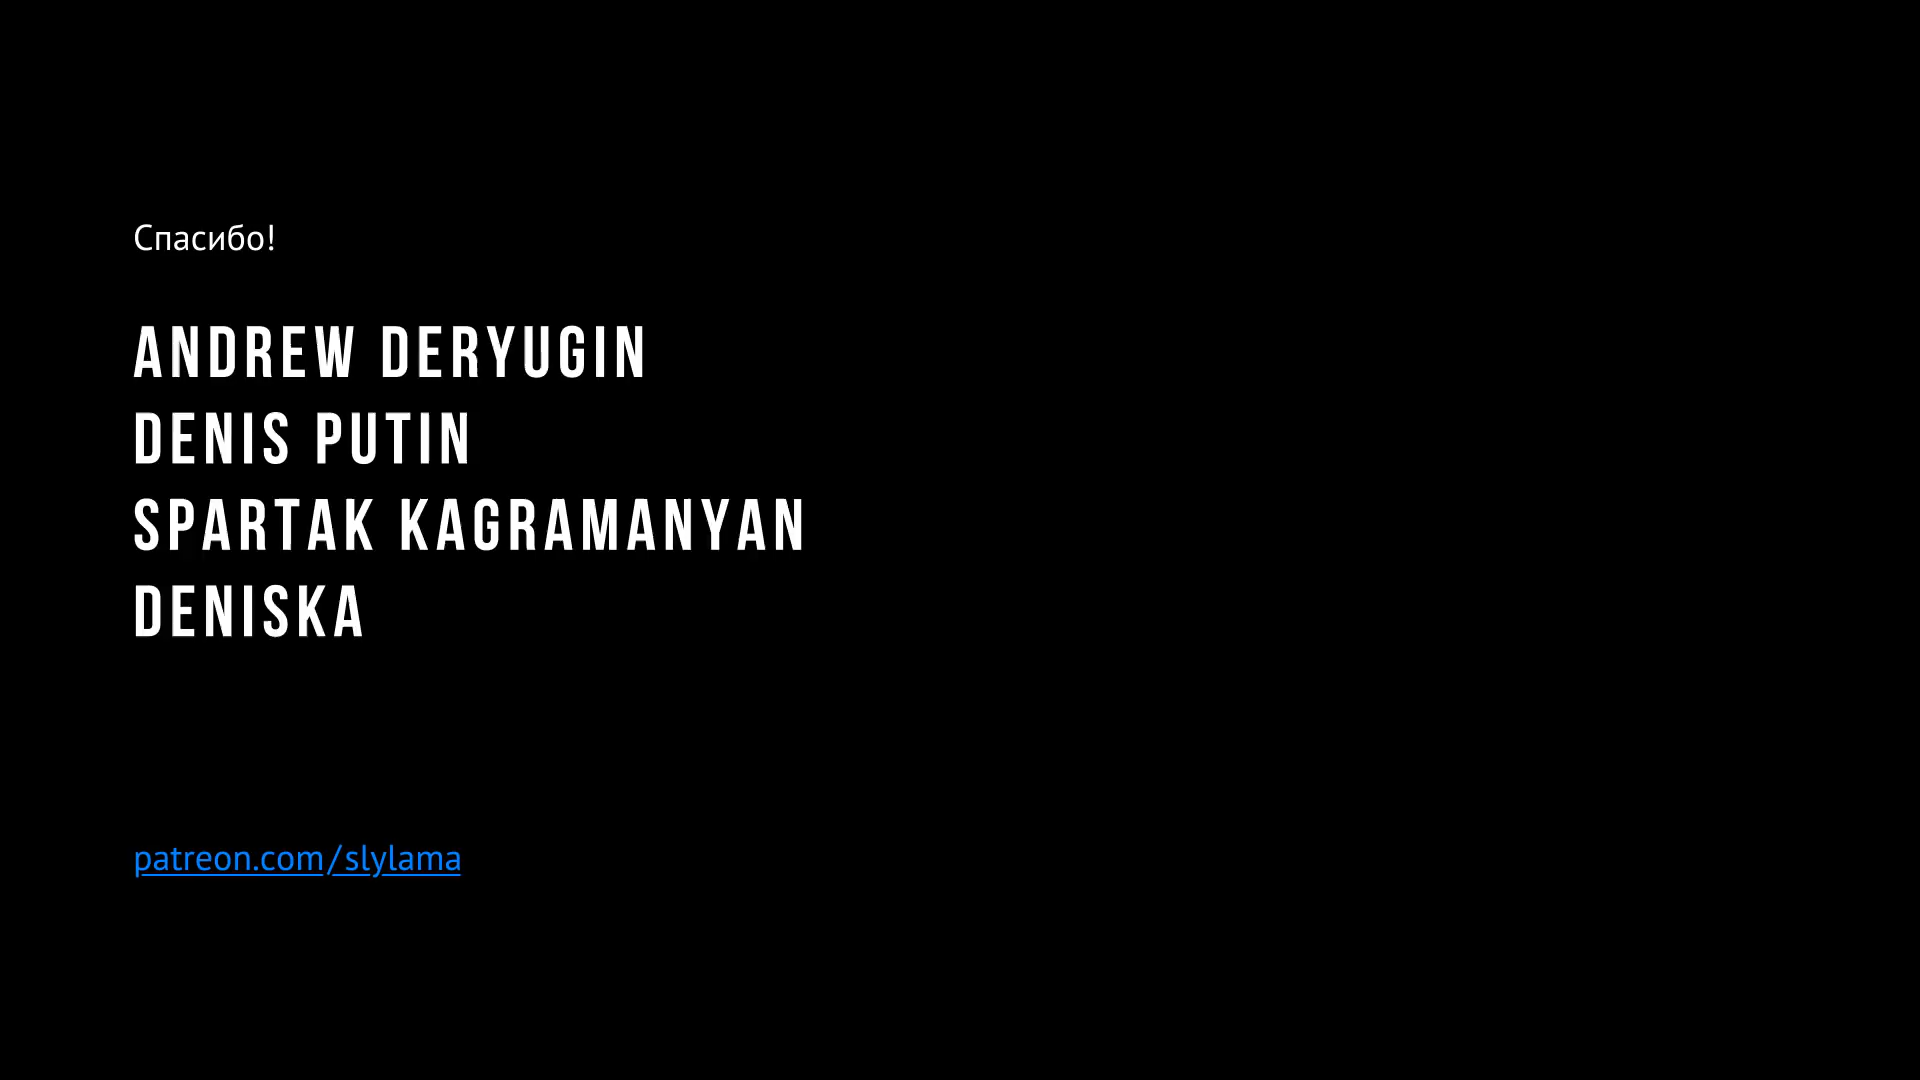 Спасибо!
ANDREW DERYUGIN
DENIS PUTIN
SPARTAK KAGRAMANYAN
DENISKA
patreon.com/slylama